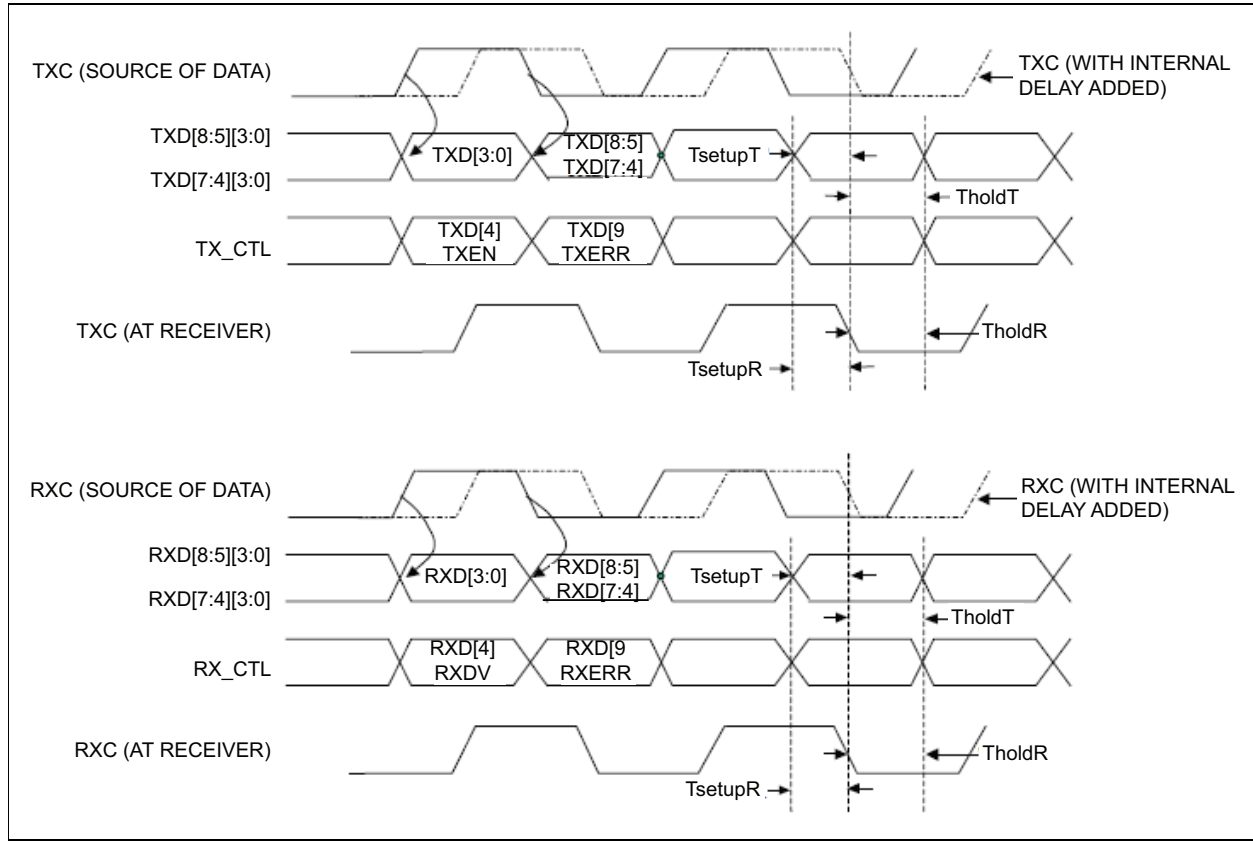 TXC (SOURCE OF DATA)
TXC (WITH INTERNAL
DELAY ADDED)
TXD[8:5][3:0]
TXD[7:4][3:0]
TXD[3:0]
TXD[8:5]
TXD[7:4]
TsetupT
TholdT
TX_CTL
TXD[4]
TXEN
TXD[9
TXERR
TXC (AT RECEIVER)
TholdR
TsetupR
RXC (SOURCE OF DATA)
RXC (WITH INTERNAL
DELAY ADDED)
RXD[8:5][3:0]
RXD[7:4][3:0]
RXD[3:0]
RXD[8:5]
RXD[7:4]
TsetupT
TholdT
RX_CTL
RXD[4]
RXDV
RXD[9
RXERR
RXC (AT RECEIVER)
TholdR
TsetupR